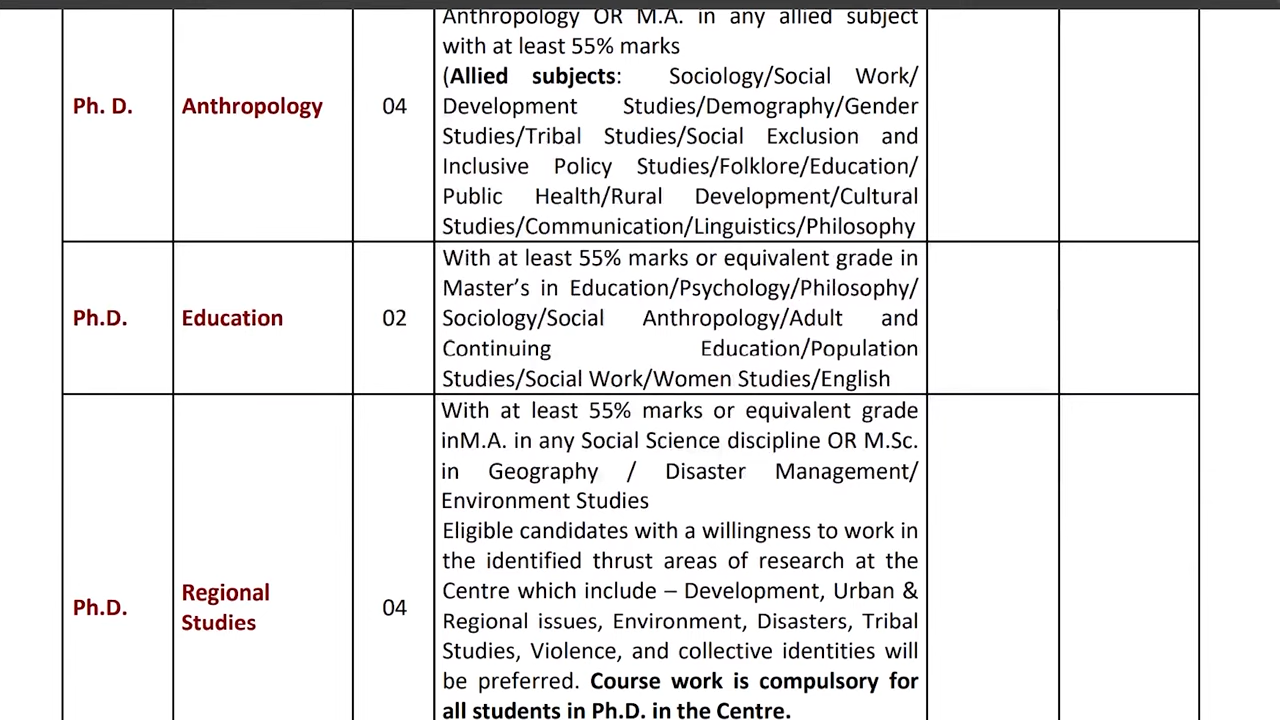 Anthropology OR M.A. in any allied subject
with at least 55% marks
(Allied subjects: Sociology/Social Work/
Ph. D. Anthropology 04 Development Studies/Demography/Gender
Studies/Tribal Studies/Social Exclusion and
Inclusive Policy Studies/Folklore/Education/
Public Health/Rural Development/Cultural
Studies/Communication/Linguistics/Philosophy
With at least 55% marks or equivalent grade in
Master's in Education/Psychology/Philosophy/
Ph.D. Education 02 Sociology/Social Anthropology/Adult and
Continuing Education/Population
Studies/Social Work/Women Studies/English
With at least 55% marks or equivalent grade
inM.A. in any Social Science discipline OR M.Sc.
in Geography / Disaster Management/
Environment Studies
Eligible candidates with a willingness to work in
the identified thrust areas of research at the
Centre which include – Development, Urban &
Ph.D. Regional Studies 04 Regional issues, Environment, Disasters, Tribal
Studies, Violence, and collective identities will
be preferred. Course work is compulsory for
all students in Ph.D. in the Centre.